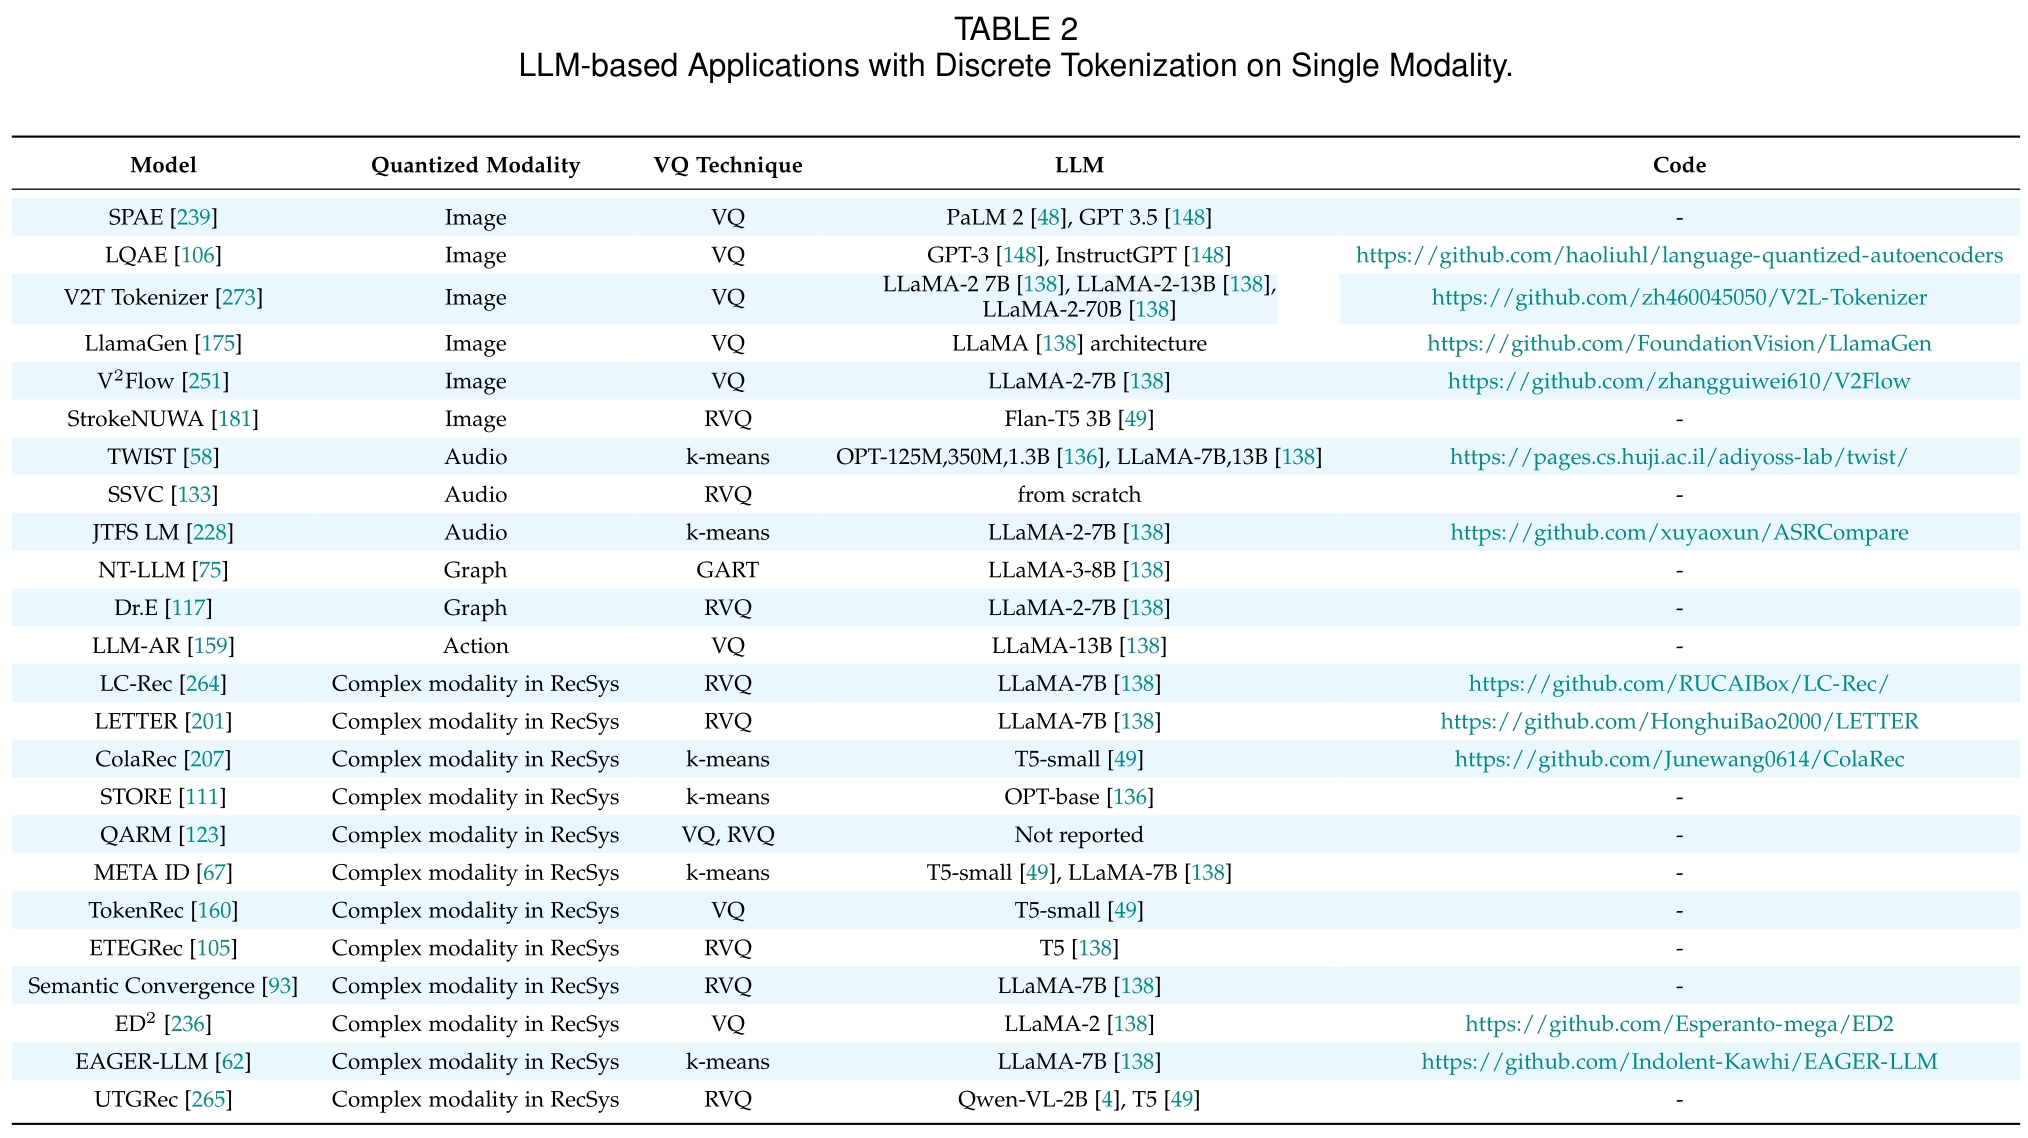 TABLE 2
LLM-based Applications with Discrete Tokenization on Single Modality.
Model Quantized Modality VQ Technique LLM Code
SPAE [239] Image VQ PaLM 2 [48], GPT 3.5 [148] -
LQAE [106] Image VQ GPT-3 [148], InstructGPT [148] https://github.com/haoliuhl/language-quantized-autoencoders
V2T Tokenizer [273] Image VQ LLaMA-2 7B [138], LLaMA-2-13B [138], https://github.com/zh460045050/V2L-Tokenizer
LLaMA-2-70B [138]
LlamaGen [175] Image VQ LLaMA [138] architecture https://github.com/FoundationVision/LlamaGen
V²Flow [251] Image VQ LLaMA-2-7B [138] https://github.com/zhangguiwei610/V2Flow
StrokeNUWA [181] Image RVQ Flan-T5 3B [49] -
TWIST [58] Audio k-means OPT-125M,350M,1.3B [136], LLaMA-7B,13B [138] https://pages.cs.huji.ac.il/adiyoss-lab/twist/
SSVC [133] Audio RVQ from scratch -
JTFS LM [228] Audio k-means LLaMA-2-7B [138] https://github.com/xuyaoxun/ASRCompare
NT-LLM [75] Graph GART LLaMA-3-8B [138] -
Dr.E [117] Graph RVQ LLaMA-2-7B [138] -
LLM-AR [159] Action VQ LLaMA-13B [138] -
LC-Rec [264] Complex modality in RecSys RVQ LLaMA-7B [138] https://github.com/RUCAIBox/LC-Rec/
LETTER [201] Complex modality in RecSys RVQ LLaMA-7B [138] https://github.com/HonghuiBao2000/LETTER
ColaRec [207] Complex modality in RecSys k-means T5-small [49] https://github.com/Junewang0614/ColaRec
STORE [111] Complex modality in RecSys k-means OPT-base [136] -
QARM [123] Complex modality in RecSys VQ, RVQ Not reported -
META ID [67] Complex modality in RecSys k-means T5-small [49], LLaMA-7B [138] -
TokenRec [160] Complex modality in RecSys VQ T5-small [49] -
ETEGRec [105] Complex modality in RecSys RVQ T5 [138] -
Semantic Convergence [93] Complex modality in RecSys RVQ LLaMA-7B [138] -
ED² [236] Complex modality in RecSys VQ LLaMA-2 [138] https://github.com/Esperanto-mega/ED2
EAGER-LLM [62] Complex modality in RecSys k-means LLaMA-7B [138] https://github.com/Indolent-Kawhi/EAGER-LLM
UTGRec [265] Complex modality in RecSys RVQ Qwen-VL-2B [4], T5 [49] -